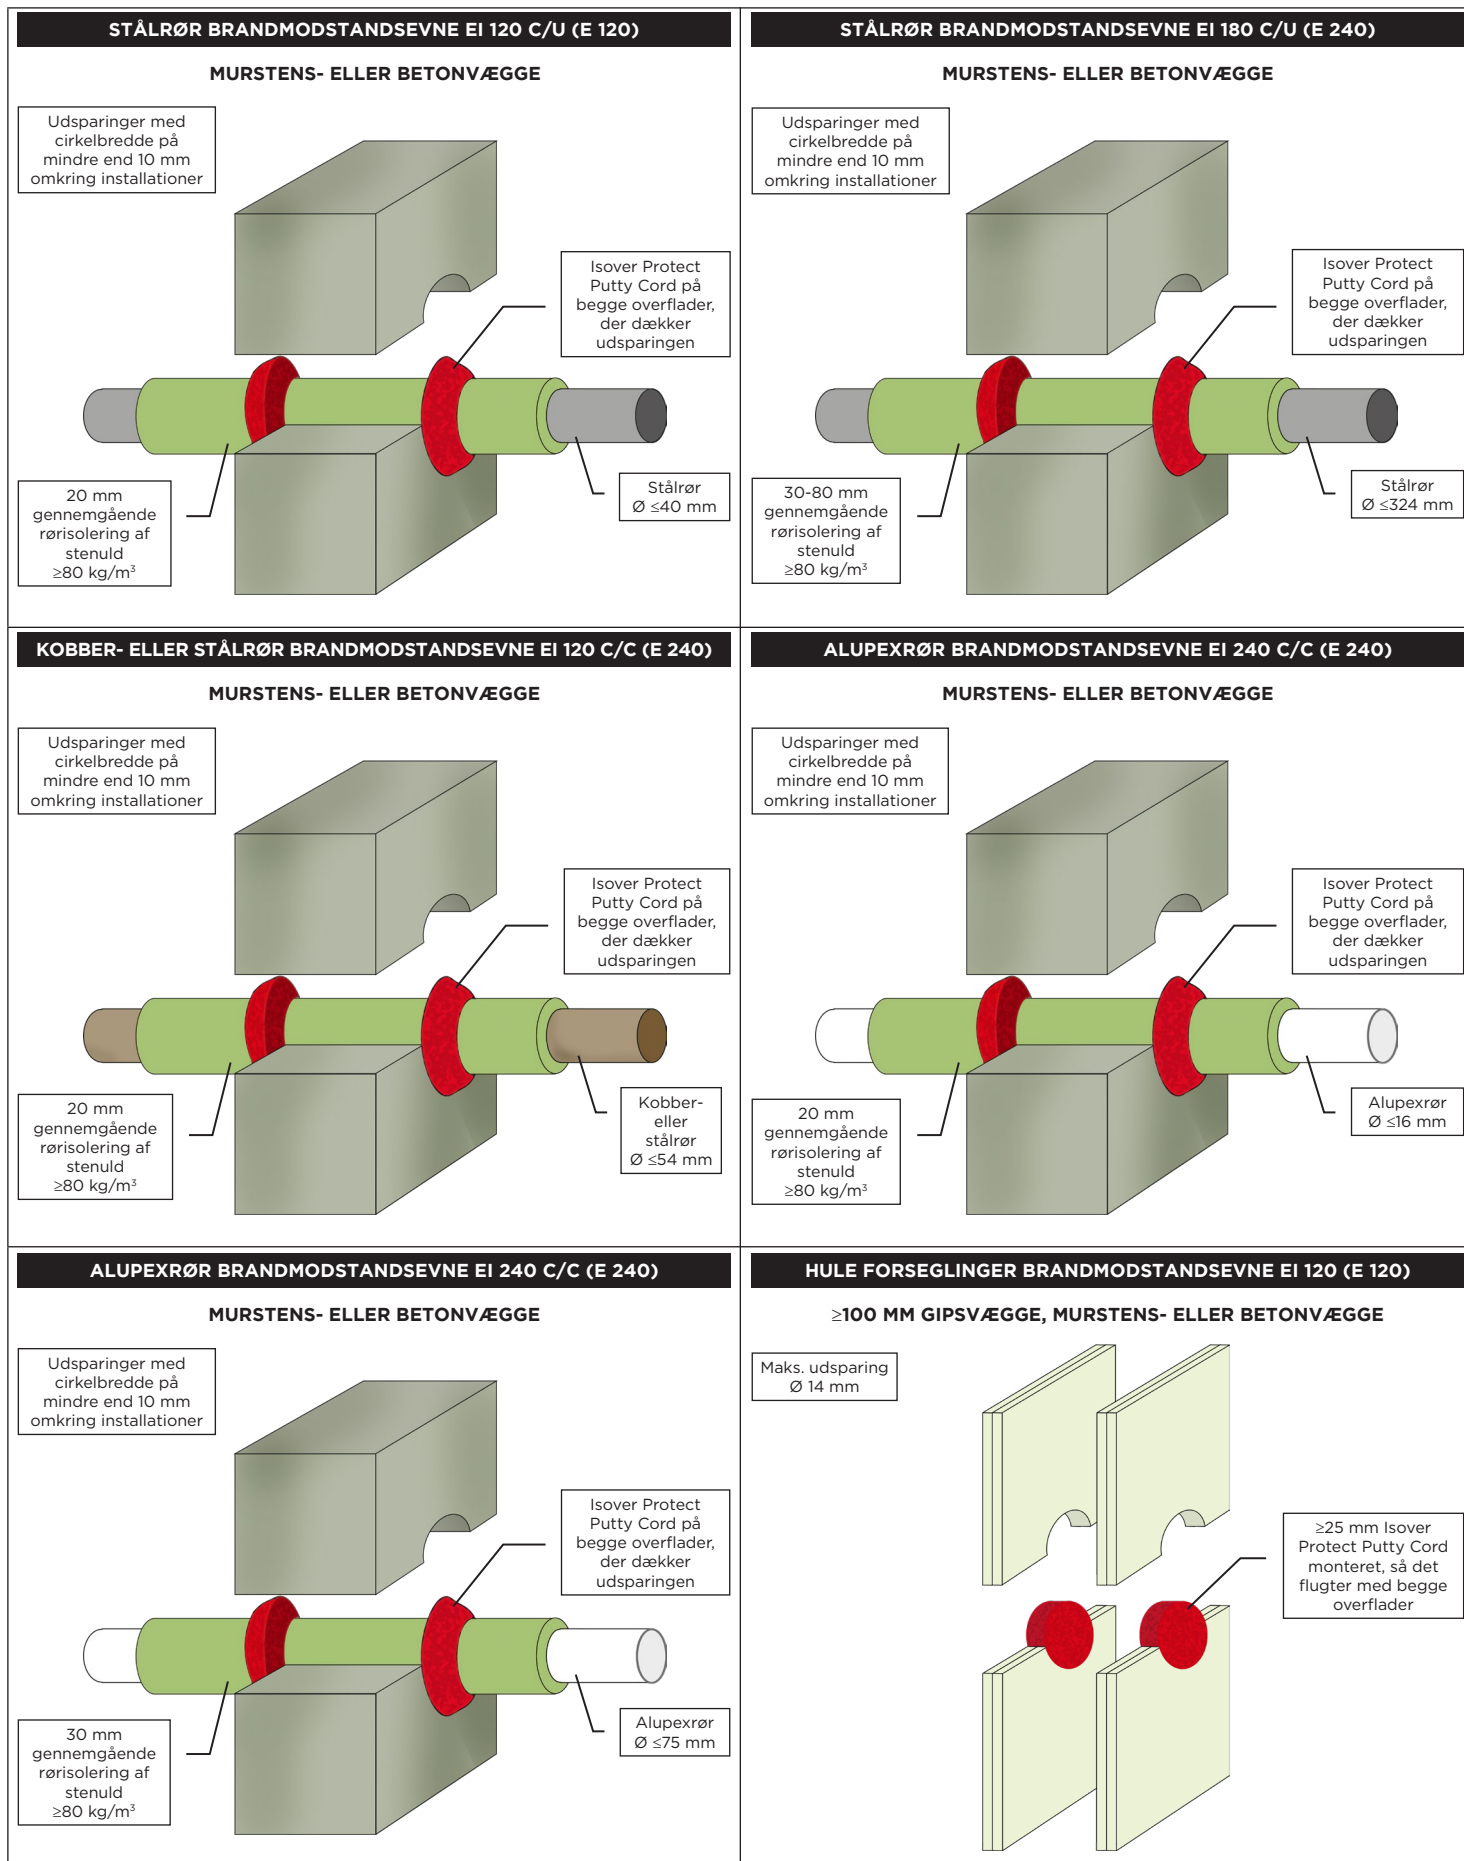 STÅLRØR BRANDMODSTANDSEVNE EI 120 C/U (E 120)
MURSTENS- ELLER BETONVÆGGE
Udsparinger med
cirkelbredde på
mindre end 10 mm
omkring installationer
Isover Protect
Putty Cord på
begge overflader,
der dækker
udsparingen
20 mm
gennemgående
rørisolering af
stenuld
≥80 kg/m³
Stålrør
Ø ≤40 mm
STÅLRØR BRANDMODSTANDSEVNE EI 180 C/U (E 240)
MURSTENS- ELLER BETONVÆGGE
Udsparinger med
cirkelbredde på
mindre end 10 mm
omkring installationer
Isover Protect
Putty Cord på
begge overflader,
der dækker
udsparingen
30-80 mm
gennemgående
rørisolering af
stenuld
≥80 kg/m³
Stålrør
Ø ≤324 mm
KOBBER- ELLER STÅLRØR BRANDMODSTANDSEVNE EI 120 C/C (E 240)
MURSTENS- ELLER BETONVÆGGE
Udsparinger med
cirkelbredde på
mindre end 10 mm
omkring installationer
Isover Protect
Putty Cord på
begge overflader,
der dækker
udsparingen
20 mm
gennemgående
rørisolering af
stenuld
≥80 kg/m³
Kobber-
eller
stålrør
Ø ≤54 mm
ALUPEXRØR BRANDMODSTANDSEVNE EI 240 C/C (E 240)
MURSTENS- ELLER BETONVÆGGE
Udsparinger med
cirkelbredde på
mindre end 10 mm
omkring installationer
Isover Protect
Putty Cord på
begge overflader,
der dækker
udsparingen
20 mm
gennemgående
rørisolering af
stenuld
≥80 kg/m³
Alupexrør
Ø ≤16 mm
ALUPEXRØR BRANDMODSTANDSEVNE EI 240 C/C (E 240)
MURSTENS- ELLER BETONVÆGGE
Udsparinger med
cirkelbredde på
mindre end 10 mm
omkring installationer
Isover Protect
Putty Cord på
begge overflader,
der dækker
udsparingen
30 mm
gennemgående
rørisolering af
stenuld
≥80 kg/m³
Alupexrør
Ø ≤75 mm
HULE FORSEGLINGER BRANDMODSTANDSEVNE EI 120 (E 120)
≥100 MM GIPSVÆGGE, MURSTENS- ELLER BETONVÆGGE
Maks. udsparing
Ø 14 mm
≥25 mm Isover
Protect Putty Cord
monteret, så det
flugter med begge
overflader